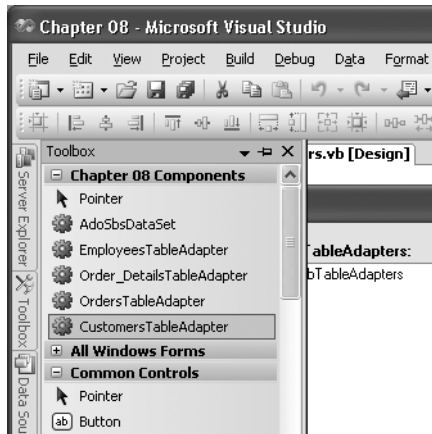 Chapter 08 - Microsoft Visual Studio
File Edit View Project Build Debug Data Format
Toolbox
rs.vb [Design]
Server Explorer
Toolbox
Data Sou
Chapter 08 Components
Pointer
AdoSbsDataSet
EmployeesTableAdapter
Order_DetailsTableAdapter
OrdersTableAdapter
CustomersTableAdapter
All Windows Forms
Common Controls
Pointer
ab Button
TableAdapters:
bTableAdapters